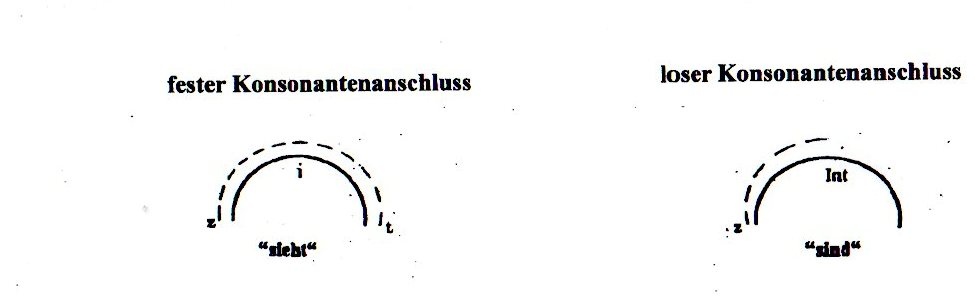 fester Konsonantenanschluss
i
z
t
“sieht“
loser Konsonantenanschluss
Int
z
“sind“